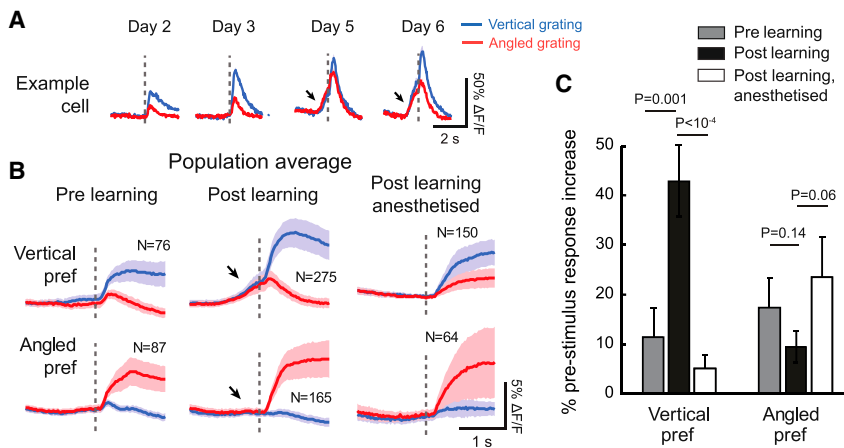 A
Day 2
Day 3
Day 5
Day 6
Vertical grating
Angled grating
Example
cell
50% ΔF/F
2 s
B
Population average
Pre learning
Post learning
Post learning
anesthetised
Vertical
pref
N=76
N=275
N=150
Angled
pref
N=87
N=165
N=64
5% ΔF/F
1 s
Pre learning
Post learning
Post learning,
anesthetised
C
P=0.001
P<10-4
P=0.06
P=0.14
% pre-stimulus response increase
50
40
30
20
10
0
Vertical
pref
Angled
pref